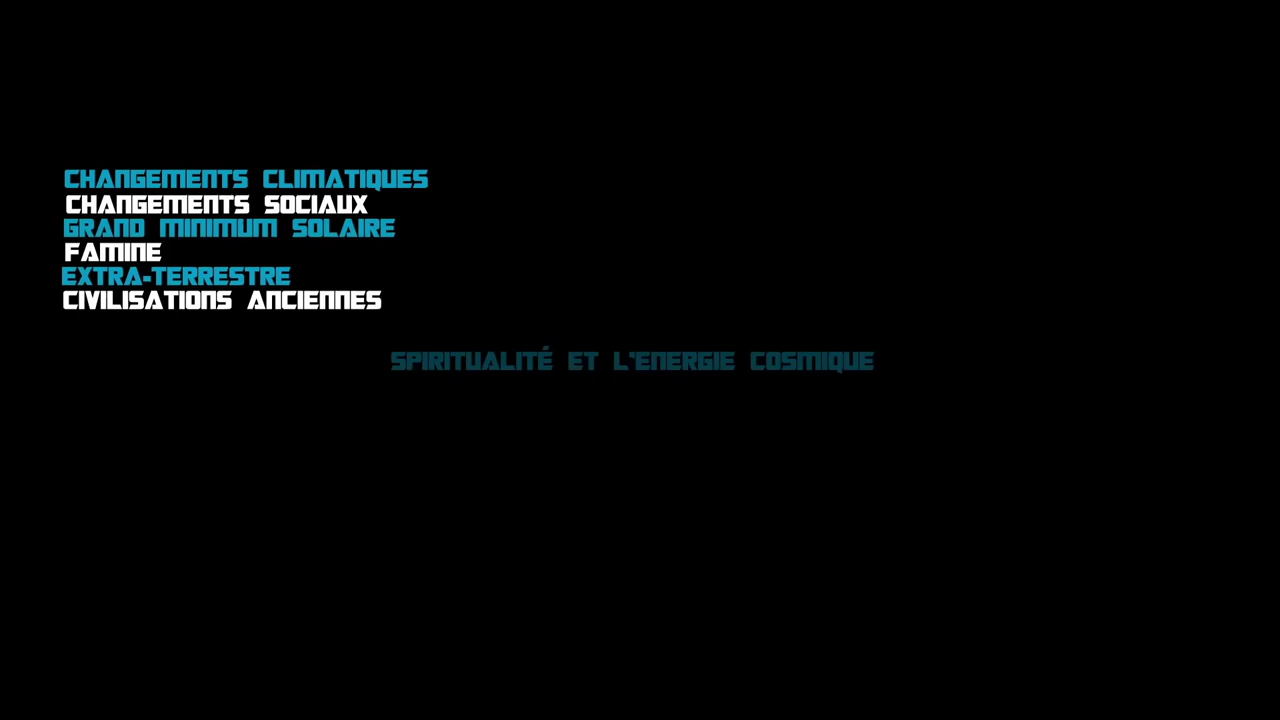 CHANGEMENTS CLIMATIQUES
CHANGEMENTS SOCIAUX
GRAND MINIMUM SOLAIRE
FAMINE
EXTRA-TERRESTRE
CIVILISATIONS ANCIENNES
SPIRITUALITÉ ET L'ENERGIE COSMIQUE